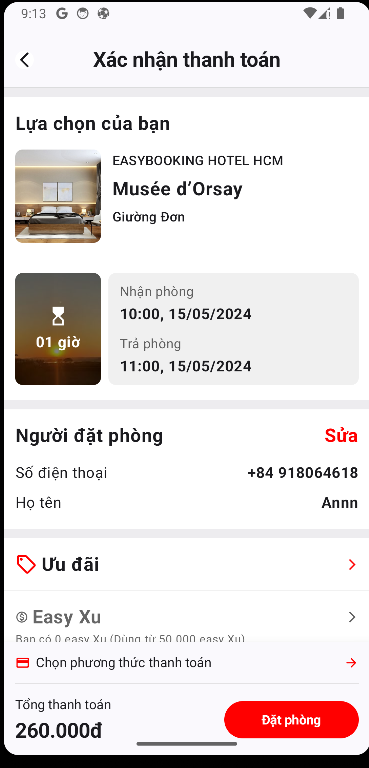 9:13
Xác nhận thanh toán
Lựa chọn của bạn
EASYBOOKING HOTEL HCM
Musée d’Orsay
Giường Đơn
01 giờ
Nhận phòng
10:00, 15/05/2024
Trả phòng
11:00, 15/05/2024
Người đặt phòng
Sửa
Số điện thoại
+84 918064618
Họ tên
Annn
Ưu đãi
Easy Xu
Bạn có 0 easy Xu (Dùng từ 50.000 easy Xu)
Chọn phương thức thanh toán
Tổng thanh toán
260.000đ
Đặt phòng